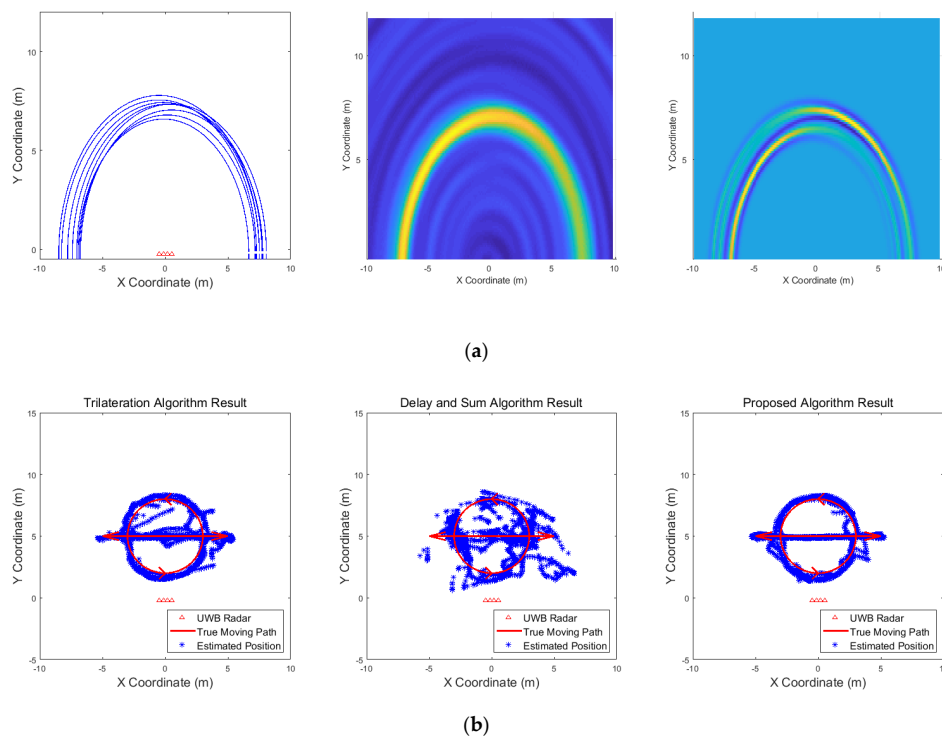 10
5
0
Y Coordinate (m)
-10
-5
0
5
10
X Coordinate (m)
10
5
Y Coordinate (m)
-10
-5
0
5
10
X Coordinate (m)
10
5
Y Coordinate (m)
-10
-5
0
5
10
X Coordinate (m)
(a)
Trilateration Algorithm Result
15
10
5
0
-5
Y Coordinate (m)
-10
-5
0
5
10
X Coordinate (m)
UWB Radar
True Moving Path
Estimated Position
Delay and Sum Algorithm Result
15
10
5
0
-5
Y Coordinate (m)
-10
-5
0
5
10
X Coordinate (m)
UWB Radar
True Moving Path
Estimated Position
Proposed Algorithm Result
15
10
5
0
-5
Y Coordinate (m)
-10
-5
0
5
10
X Coordinate (m)
UWB Radar
True Moving Path
Estimated Position
(b)